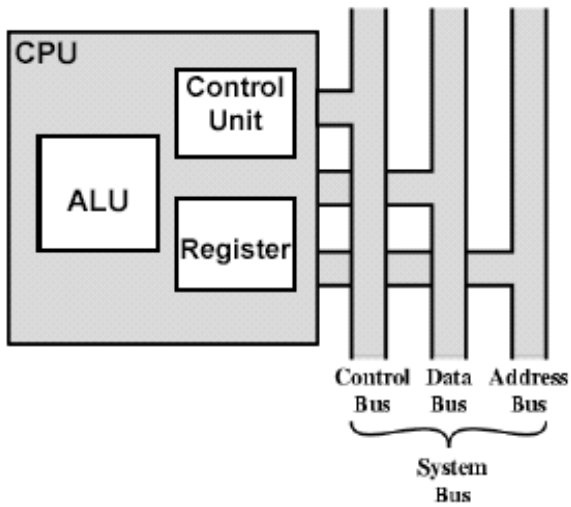 CPU
Control
Unit
ALU
Register
Control Data Address
Bus Bus Bus
System
Bus